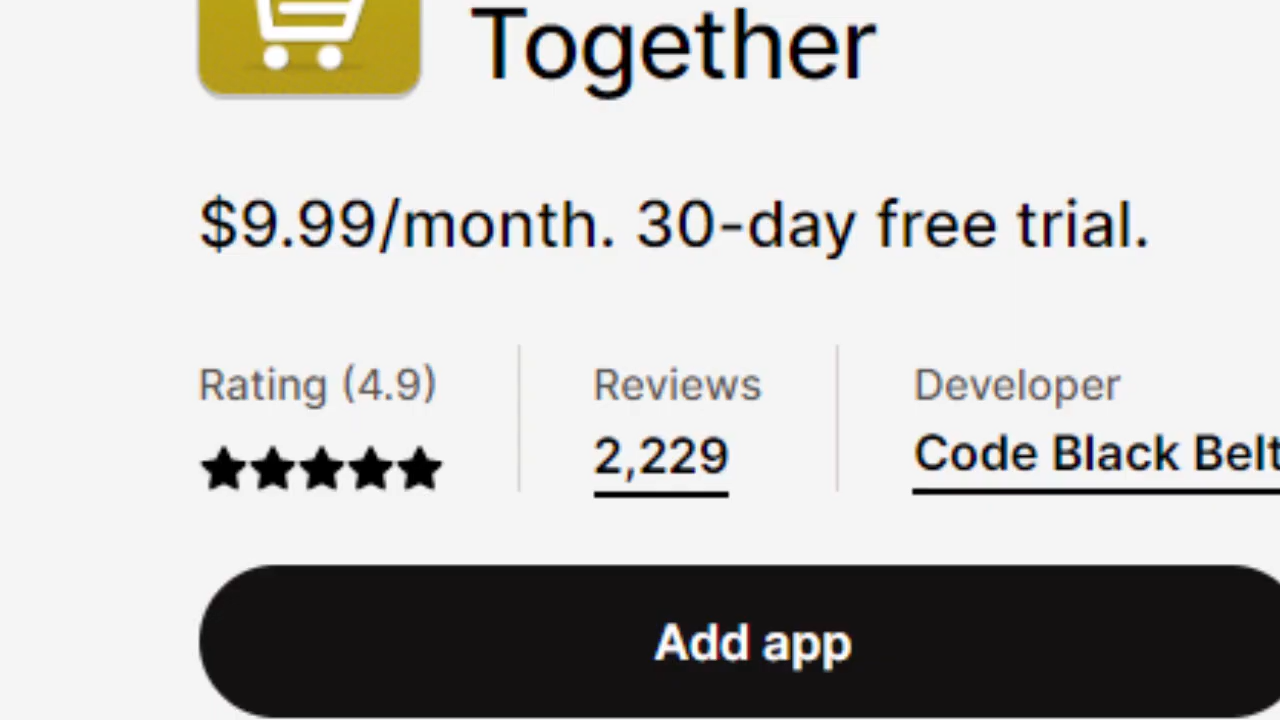 Together
$9.99/month. 30-day free trial.
Rating (4.9)
Reviews
2,229
Developer
Code Black Belt
Add app